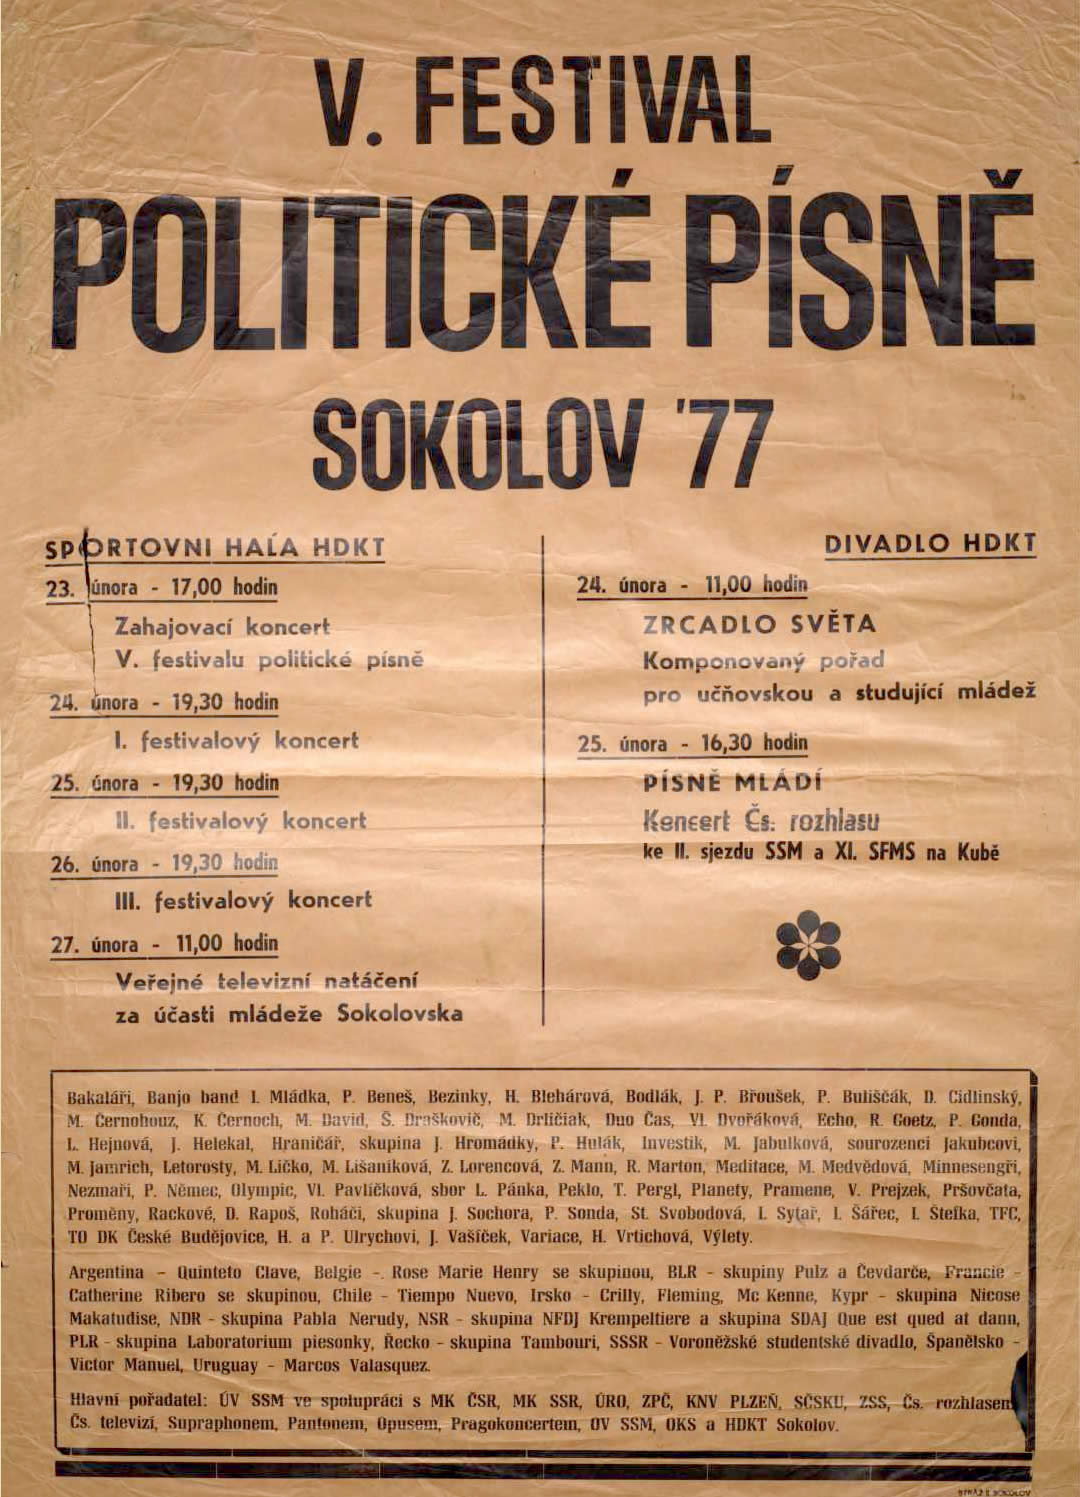 V. FESTIVAL
POLITICKÉ PÍSNĚ
SOKOLOV '77
SPORTOVNI HALA HDKT
23. února - 17,00 hodin
Zahajovací koncert
V. festivalu politické písně
24. února - 19,30 hodin
I. festivalový koncert
25. února - 19,30 hodin
II. festivalový koncert
26. února - 19,30 hodin
III. festivalový koncert
27. února - 11,00 hodin
Veřejné televizní natáčení
za účasti mládeže Sokolovska
DIVADLO HDKT
24. února - 11,00 hodin
ZRCADLO SVĚTA
Komponovaný pořad
pro učňovskou a studující mládež
25. února - 16,30 hodin
PÍSNĚ MLÁDÍ
Koncert Čs. rozhlasu
ke II. sjezdu SSM a XI. SFMS na Kubě
Bakaláři, Banjo band I. Mládka, P. Beneš, Bezinky, H. Blehárová, Bodlák, J. P. Břoušek, P. Buliščák, D. Cidlinský,
M. Černohouz, K. Černoch, M. David, Š. Draškovič, M. Drličiak, Duo Čas, Vl. Dvořáková, Echo, R. Goetz, P. Gonda,
L. Hejnová, J. Helekal, Hraničář, skupina J. Hromádky, P. Hulák, Investik, M. Jabulková, sourozenci Jakubcovi,
M. Jamrich, Letorosty, M. Líčko, M. Lišaníková, Z. Lorencová, Z. Mann, R. Marton, Meditace, M. Medvědová, Minnesengři,
Nezmaři, P. Němec, Olympic, Vl. Pavlíčková, sbor L. Pánka, Peklo, T. Pergl, Planety, Pramene, V. Prejzek, Pršovčata,
Proměny, Rackové, D. Rapoš, Roháči, skupina J. Sochora, P. Sonda, St. Svobodová, I. Sytař, I. Šářec, I. Štefka, TFC,
TO DK České Budějovice, H. a P. Ulrychovi, J. Vašíček, Variace, H. Vrtichová, Výlety.
Argentina - Quinteto Clave, Belgie - Rose Marie Henry se skupinou, BLR - skupiny Pulz a Čevdarče, Francie -
Catherine Ribero se skupinou, Chile - Tiempo Nuevo, Irsko - Crilly, Fleming, Mc Kenne, Kypr - skupina Nicose
Makatudise, NDR - skupina Pabla Nerudy, NSR - skupina NFDJ Krempeltiere a skupina SDAJ Que est qued at dann,
PLR - skupina Laboratorium piesonky, Řecko - skupina Tambouri, SSSR - Voroněžské studentské divadlo, Španělsko -
Victor Manuel, Uruguay - Marcos Valasquez.
Hlavní pořadatel: ÚV SSM ve spolupráci s MK ČSR, MK SSR, ÚRO, ZPČ, KNV PLZEŇ, SČSKU, ZSS, Čs. rozhlasem
Čs. televizí, Supraphonem, Pantonem, Opusem, Pragokoncertem, OV SSM, OKS a HDKT Sokolov.